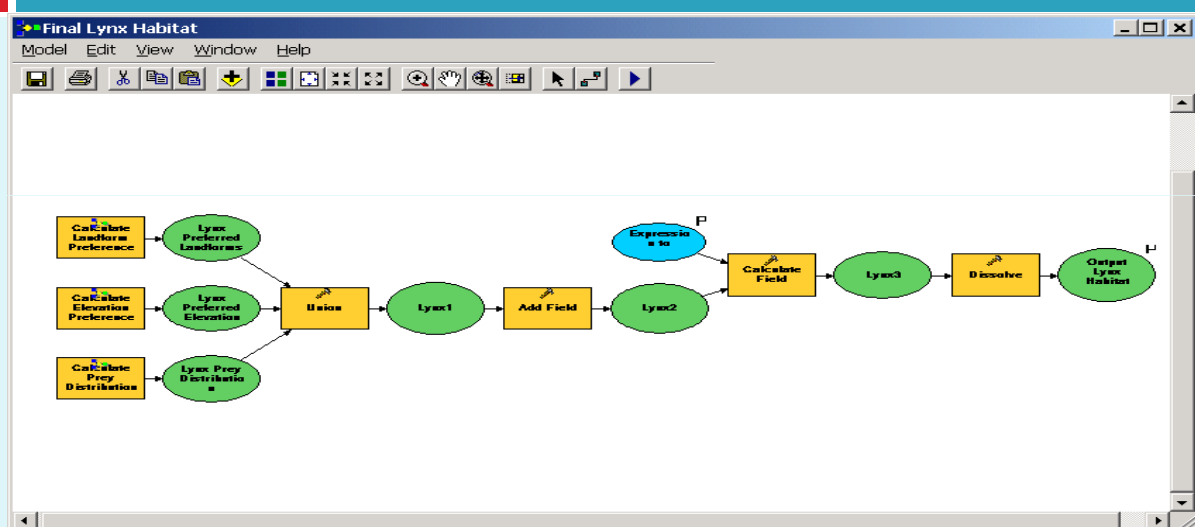 Final Lynx Habitat
Model Edit View Window Help
P
Calculate
Landform
Preference
Lynx
Preferred
Landforms
Expressio
n to
P
Calculate
Field
Lynx3
Dissolve
Output
Lynx
Habitat
Calculate
Elevation
Preference
Lynx
Preferred
Elevation
Union
Lynx1
Add Field
Lynx2
Calculate
Prey
Distribution
Lynx Prey
Distributio
n